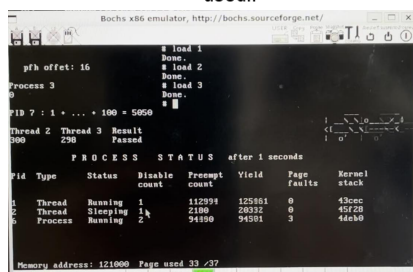 Bochs x86 emulator, http://bochs.sourceforge.net/
# load 1
Done.
pfh offet: 16
# load 2
Done.
Process 3
# load 3
0
Done.
#
PID 7 : 1 + ... + 100 = 5050
Thread 2 Thread 3 Result
300 298 Passed
PROCESS STATUS after 1 seconds
Pid Type Status Disable count Preempt count Yield Page faults Kernel stack
1 Thread Running 1 0 43cec
2 Thread Sleeping 1 2180 20332 0 45f28
6 Process Running 2 3 4deb0
Memory address: 121000 Page used 33 /37